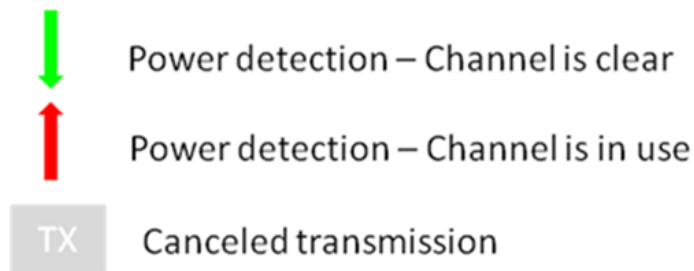 Power detection – Channel is clear
Power detection – Channel is in use
TX Canceled transmission